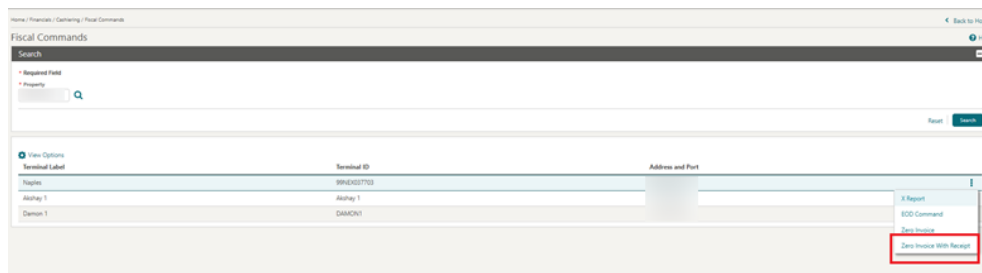 Home / Financials / Cashiering / Fiscal Commands
Back to Ho
Fiscal Commands
H
Search
* Required Field
* Property
Reset
Search
View Options
Terminal Label Terminal ID Address and Port
Naples 99NEX037703
Akshay 1 Akshay 1
Damon 1 DAMON1
X Report
EOD Command
Zero Invoice
Zero Invoice With Receipt